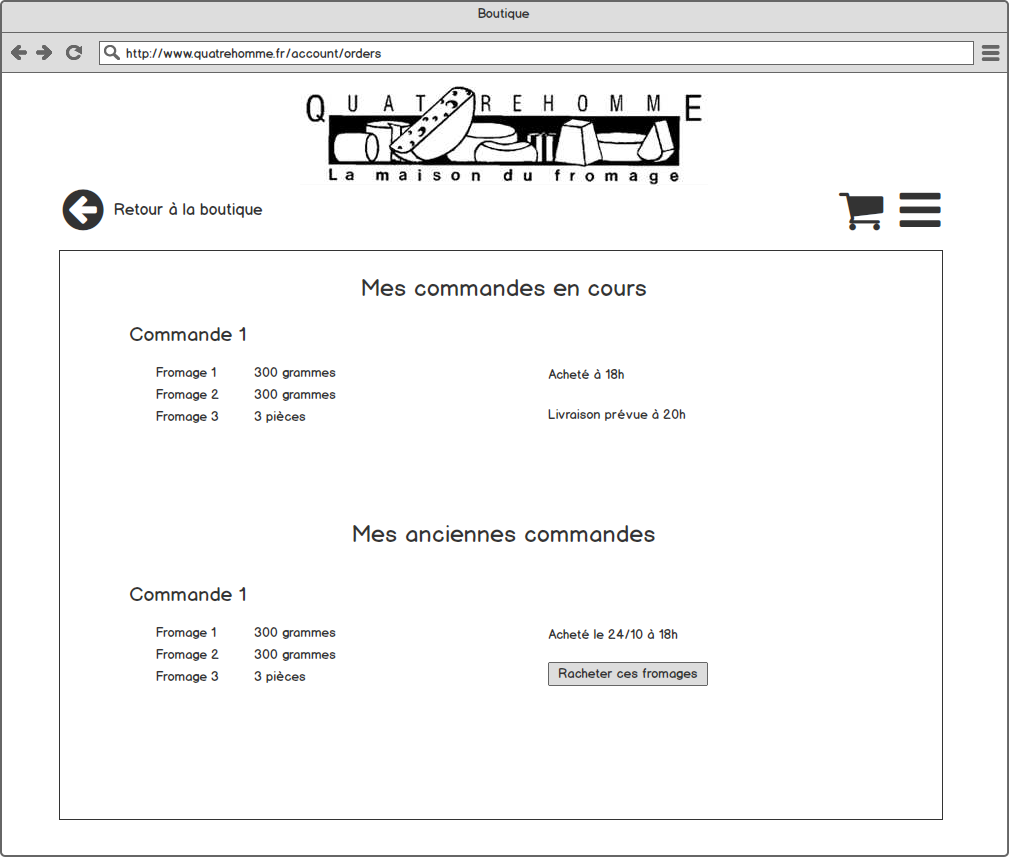 Boutique
http://www.quatrehomme.fr/account/orders
QUATREHOMME
La maison du fromage
Retour à la boutique
Mes commandes en cours
Commande 1
Fromage 1 300 grammes
Acheté à 18h
Fromage 2 300 grammes
Fromage 3 3 pièces
Livraison prévue à 20h
Mes anciennes commandes
Commande 1
Fromage 1 300 grammes
Acheté le 24/10 à 18h
Fromage 2 300 grammes
Fromage 3 3 pièces
Racheter ces fromages